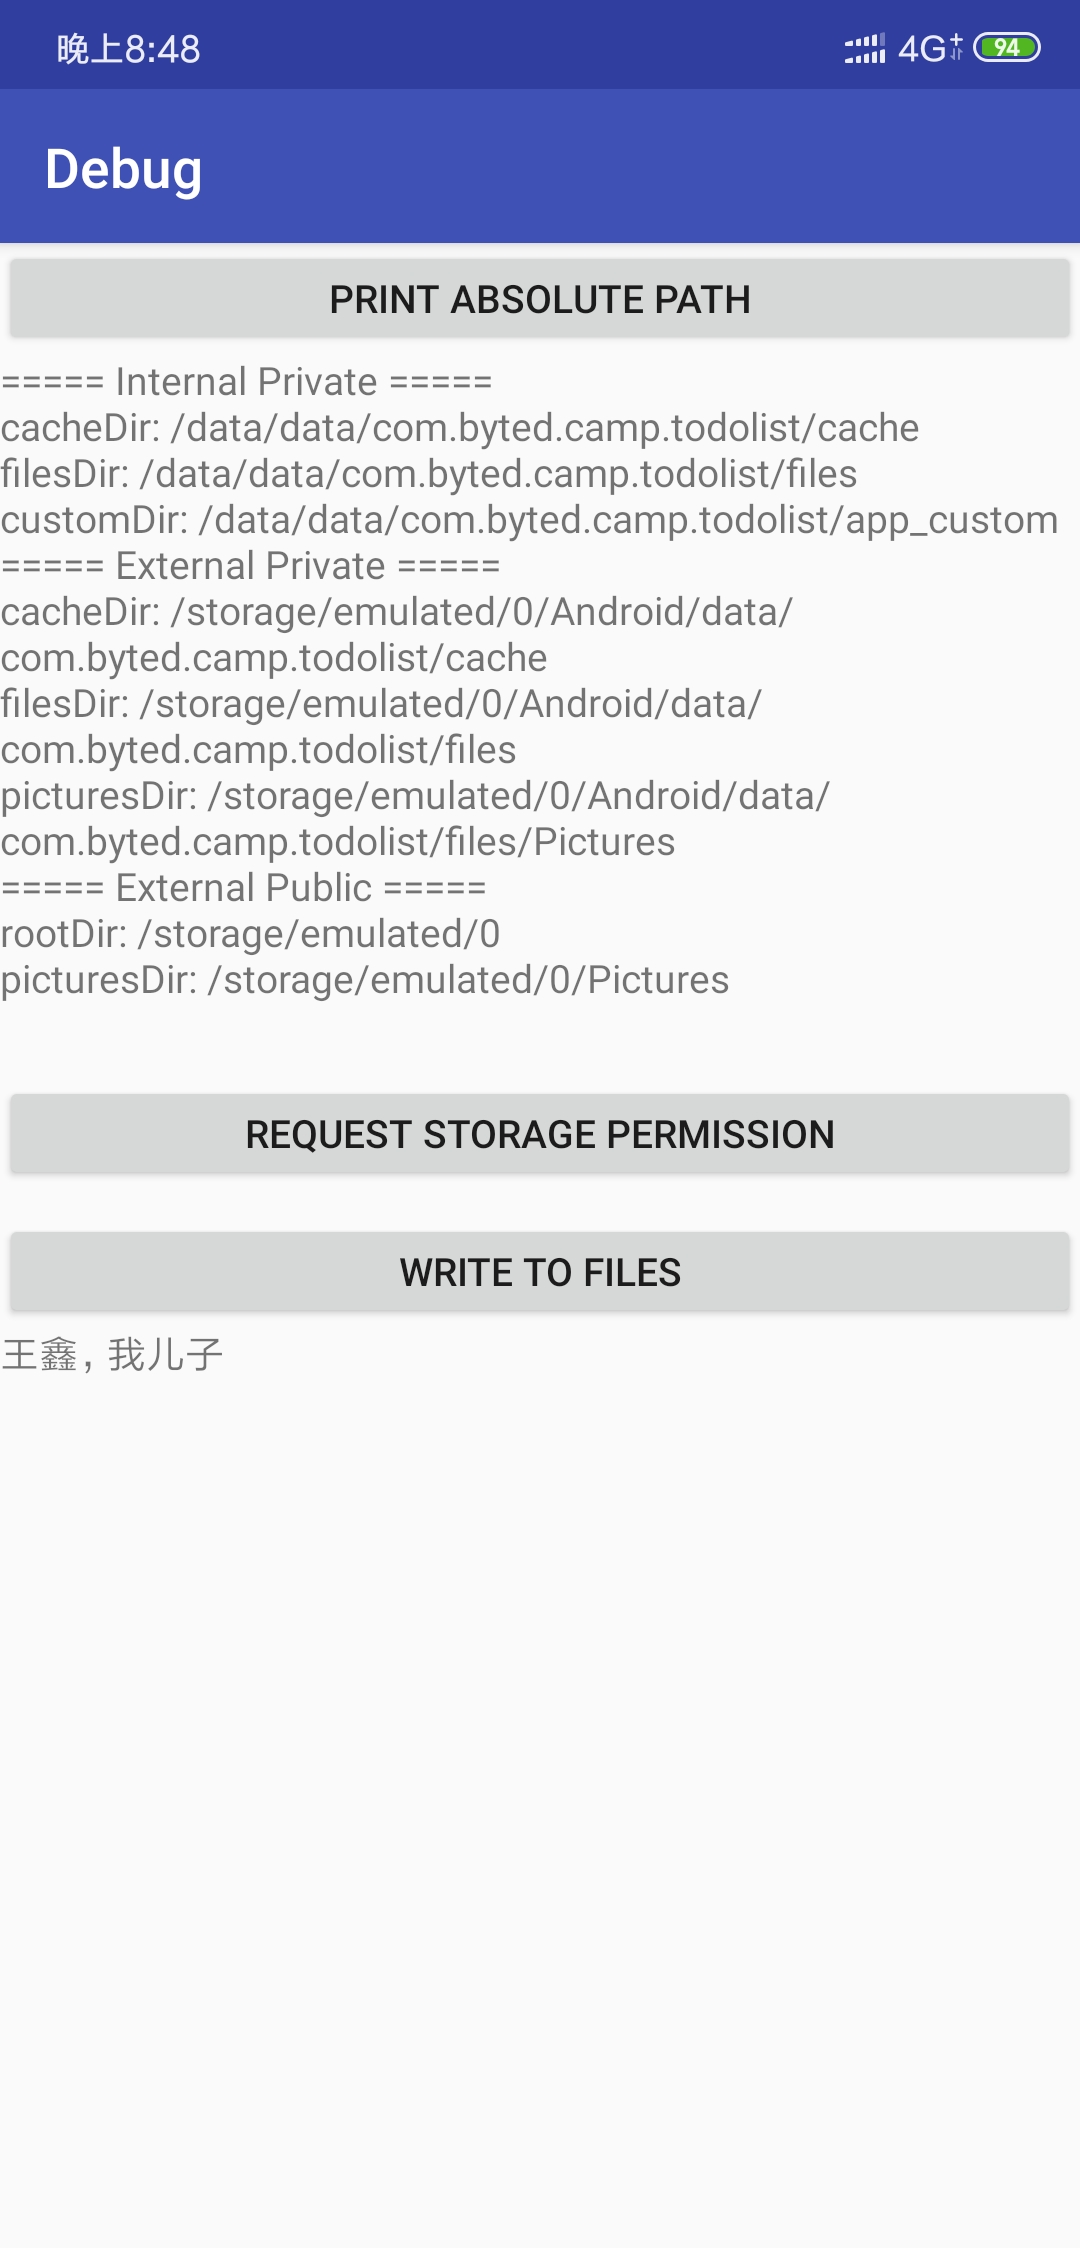 晚上8:48 4G+ 94
Debug
PRINT ABSOLUTE PATH
===== Internal Private =====
cacheDir: /data/data/com.byted.camp.todolist/cache
filesDir: /data/data/com.byted.camp.todolist/files
customDir: /data/data/com.byted.camp.todolist/app_custom
===== External Private =====
cacheDir: /storage/emulated/0/Android/data/
com.byted.camp.todolist/cache
filesDir: /storage/emulated/0/Android/data/
com.byted.camp.todolist/files
picturesDir: /storage/emulated/0/Android/data/
com.byted.camp.todolist/files/Pictures
===== External Public =====
rootDir: /storage/emulated/0
picturesDir: /storage/emulated/0/Pictures
REQUEST STORAGE PERMISSION
WRITE TO FILES
王鑫, 我儿子